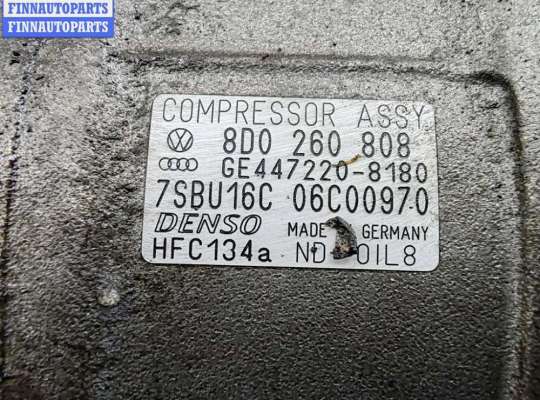 FINNAUTOPARTS
FINNAUTOPARTS
COMPRESSOR ASSY
8D0 260 808
GE447220-8180
7SBU16C 06C00970
DENSO MADE GERMANY
HFC134a ND OIL8